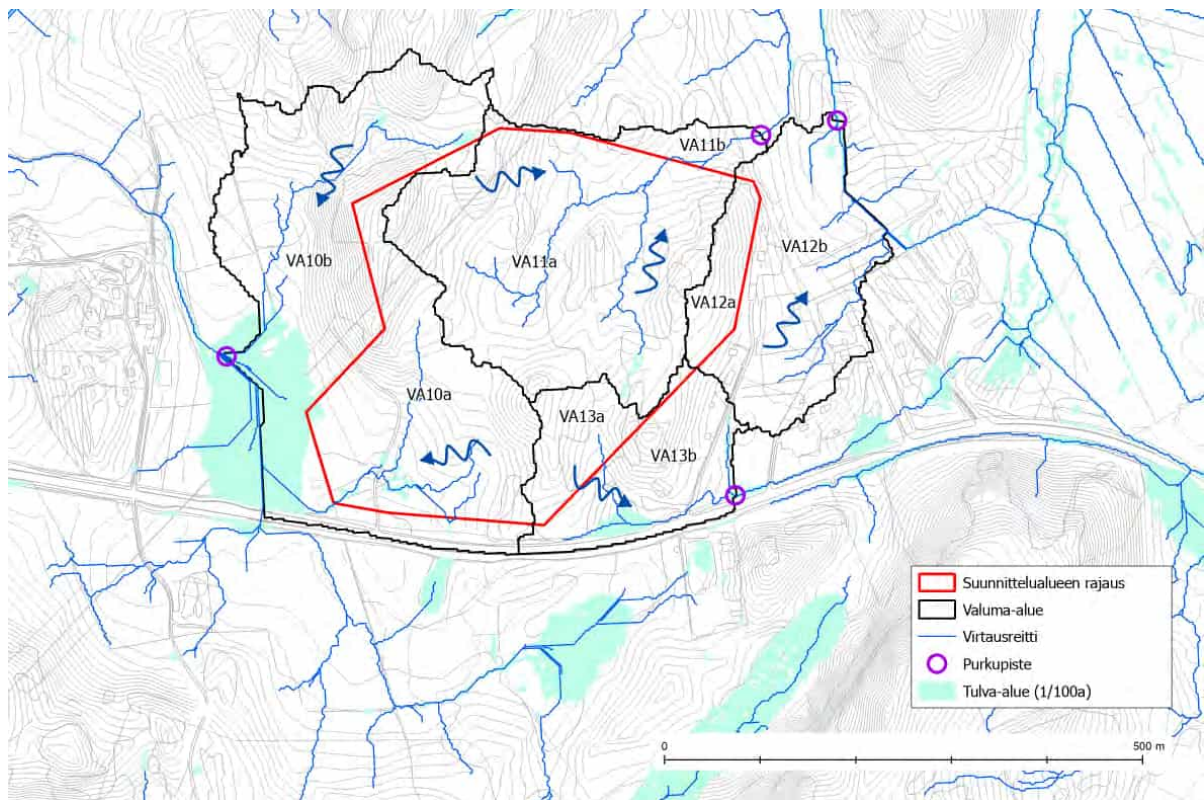 VA11b
VA12b
VA10b
VA11a
VA12a
VA10a
VA13a
VA13b
Suunnittelualueen rajaus
Valuma-alue
Virtausreitti
Purkupiste
Tulva-alue (1/100a)
0
500 m